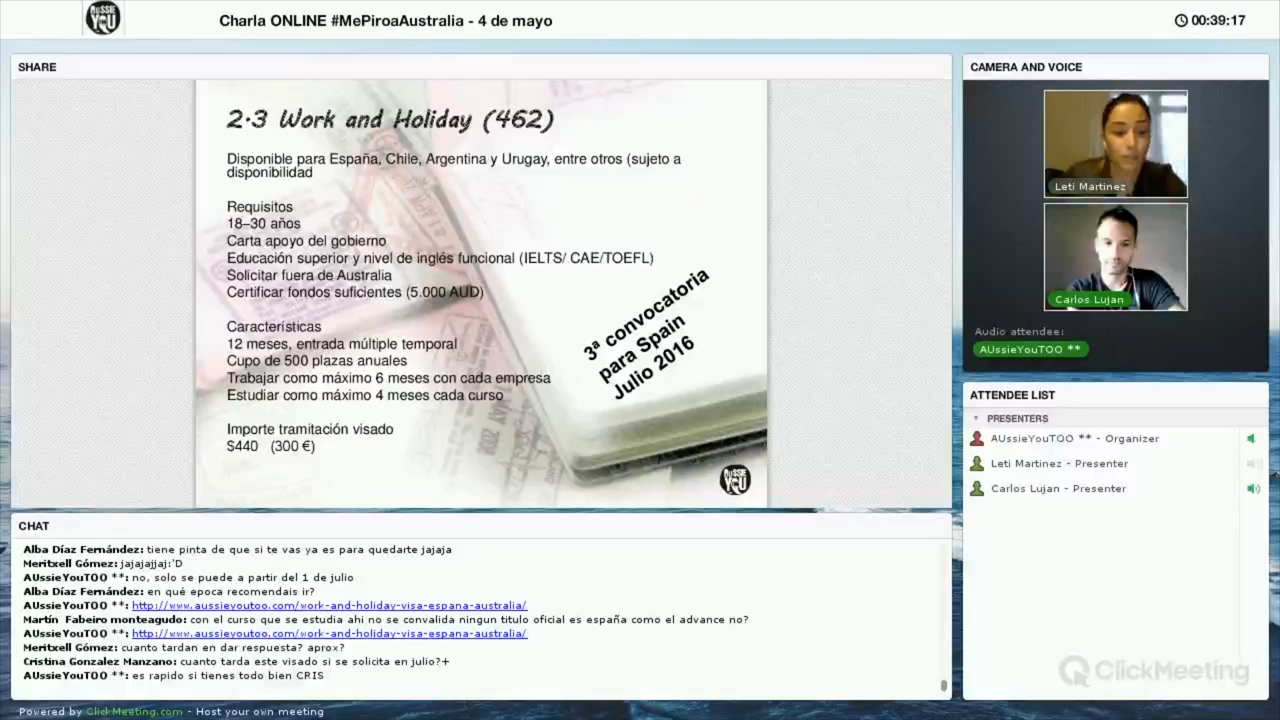 AUSSIE
YOU
Charla ONLINE #MePiroaAustralia - 4 de mayo
00:39:17
SHARE
2.3 Work and Holiday (462)
Disponible para España, Chile, Argentina y Urugay, entre otros (sujeto a
disponibilidad
Requisitos
18–30 años
Carta apoyo del gobierno
Educación superior y nivel de inglés funcional (IELTS/ CAE/TOEFL)
Solicitar fuera de Australia
Certificar fondos suficientes (5.000 AUD)
Características
12 meses, entrada múltiple temporal
Cupo de 500 plazas anuales
Trabajar como máximo 6 meses con cada empresa
Estudiar como máximo 4 meses cada curso
Importe tramitación visado
$440 (300 €)
3ª convocatoria
para Spain
Julio 2016
AUSSIE
YOU
CAMERA AND VOICE
Leti Martinez
Carlos Lujan
Audio attendee:
AUssieYouTOO **
ATTENDEE LIST
PRESENTERS
AUssieYouTOO ** - Organizer
Leti Martinez - Presenter
Carlos Lujan - Presenter
CHAT
Alba Díaz Fernández: tiene pinta de que si te vas ya es para quedarte jajaja
Meritxell Gómez: jajajajjaj:'D
AUssieYouTOO **: no, solo se puede a partir del 1 de julio
Alba Díaz Fernández: en qué epoca recomendais ir?
AUssieYouTOO **: http://www.aussieyoutoo.com/work-and-holiday-visa-espana-australia/
Martín Fabeiro monteagudo: con el curso que se estudia ahi no se convalida ningun titulo oficial es españa como el advance no?
AUssieYouTOO **: http://www.aussieyoutoo.com/work-and-holiday-visa-espana-australia/
Meritxell Gómez: cuanto tardan en dar respuesta? aprox?
Cristina Gonzalez Manzano: cuanto tarda este visado si se solicita en julio?+
AUssieYouTOO **: es rapido si tienes todo bien CRIS
ClickMeeting
Powered by ClickMeeting.com - Host your own meeting